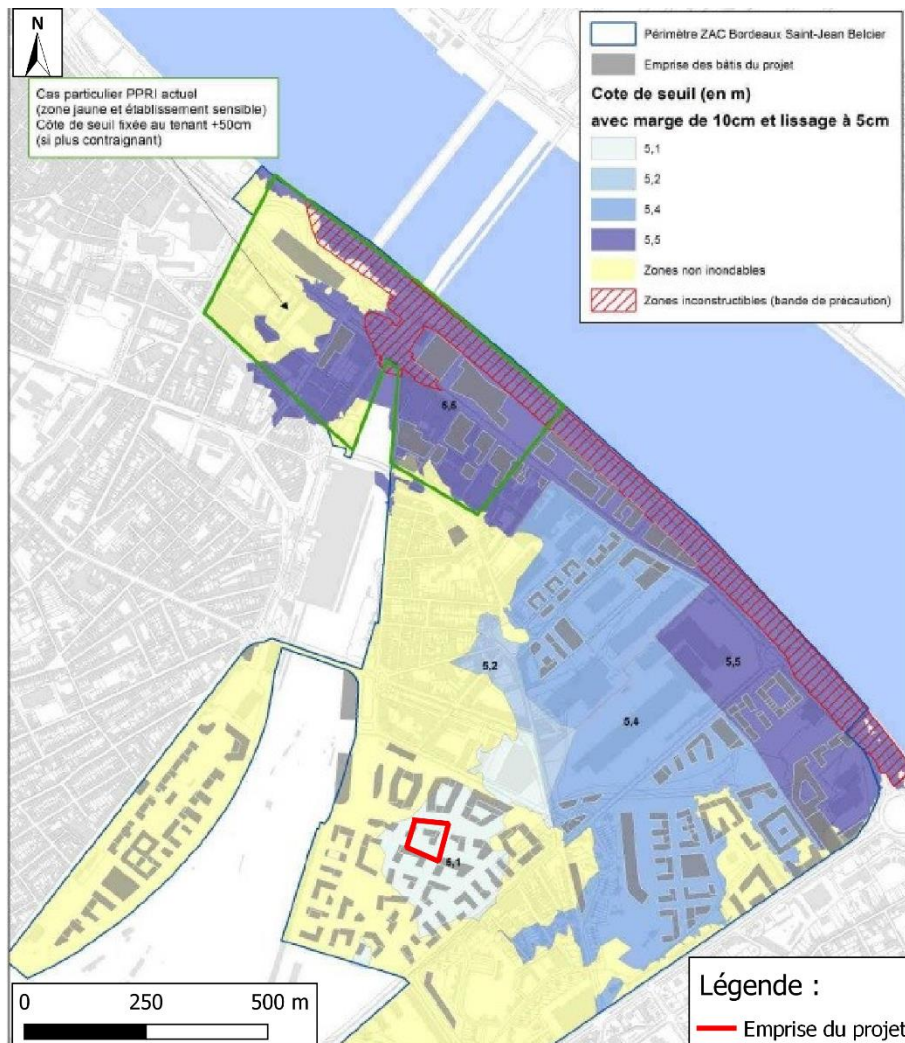 N
Cas particulier PPRI actuel
(zone jaune et établissement sensible)
Côte de seuil fixée au tenant +50cm
(si plus contraignant)
Périmètre ZAC Bordeaux Saint-Jean Belcier
Emprise des bâtis du projet
Cote de seuil (en m)
avec marge de 10cm et lissage à 5cm
5,1
5,2
5,4
5,5
Zones non inondables
Zones inconstructibles (bande de précaution)
5,5
5,2
5,5
5,4
5,1
0 250 500 m
Légende :
Emprise du projet